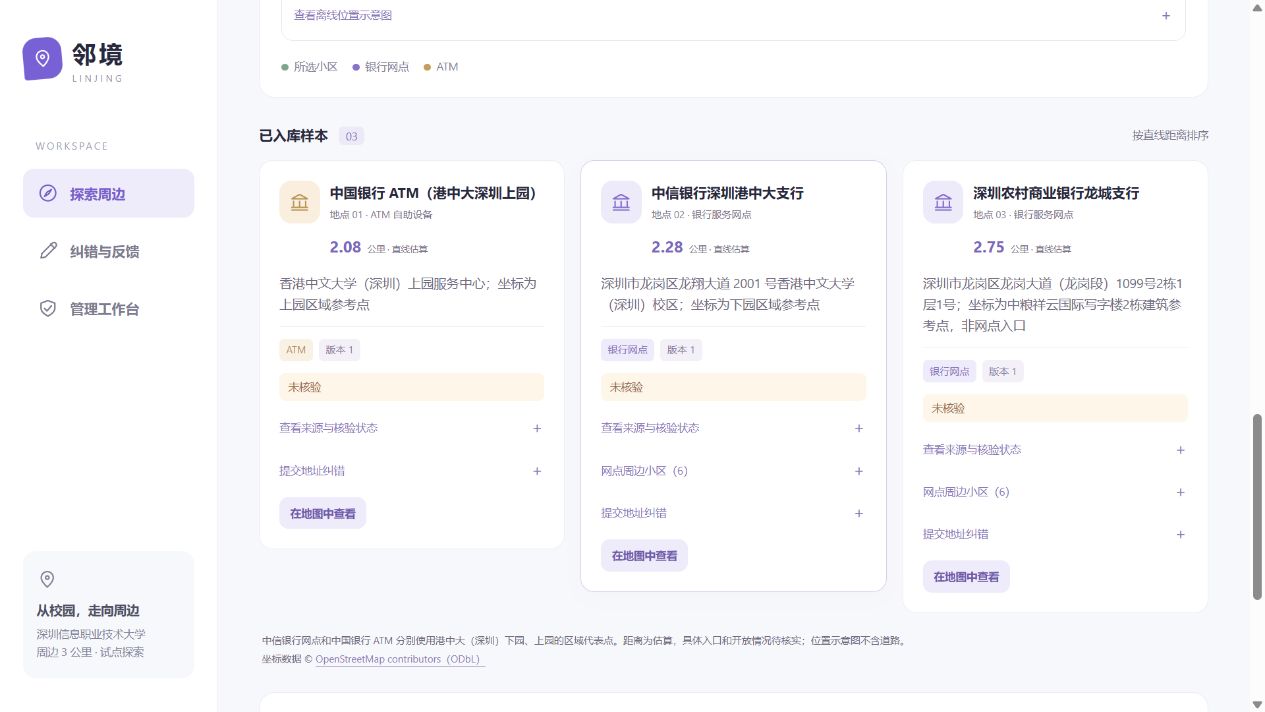 邻境
LINJING
WORKSPACE
探索周边
纠错与反馈
管理工作台
从校园，走向周边
深圳信息职业技术大学
周边 3 公里 · 试点探索
查看离线位置示意图 +
所选小区 银行网点 ATM
已入库样本 03
按直线距离排序
中国银行 ATM（港中大深圳上园）
地点 01 · ATM 自助设备
2.08 公里 · 直线估算
香港中文大学（深圳）上园服务中心；坐标为
上园区域参考点
ATM 版本 1
未核验
查看来源与核验状态 +
提交地址纠错 +
在地图中查看
中信银行深圳港中大支行
地点 02 · 银行服务网点
2.28 公里 · 直线估算
深圳市龙岗区龙翔大道 2001 号香港中文大学
（深圳）校区；坐标为下园区域参考点
银行网点 版本 1
未核验
查看来源与核验状态 +
网点周边小区（6） +
提交地址纠错 +
在地图中查看
深圳农村商业银行龙城支行
地点 03 · 银行服务网点
2.75 公里 · 直线估算
深圳市龙岗区龙岗大道（龙岗段）1099号2栋1
层1号；坐标为中粮祥云国际写字楼2栋建筑参
考点，非网点入口
银行网点 版本 1
未核验
查看来源与核验状态 +
网点周边小区（6） +
提交地址纠错 +
在地图中查看
中信银行网点和中国银行 ATM 分别使用港中大（深圳）下园、上园的区域代表点。距离为估算，具体入口和开放情况待核实；位置示意图不含道路。
坐标数据 © OpenStreetMap contributors（ODbL）